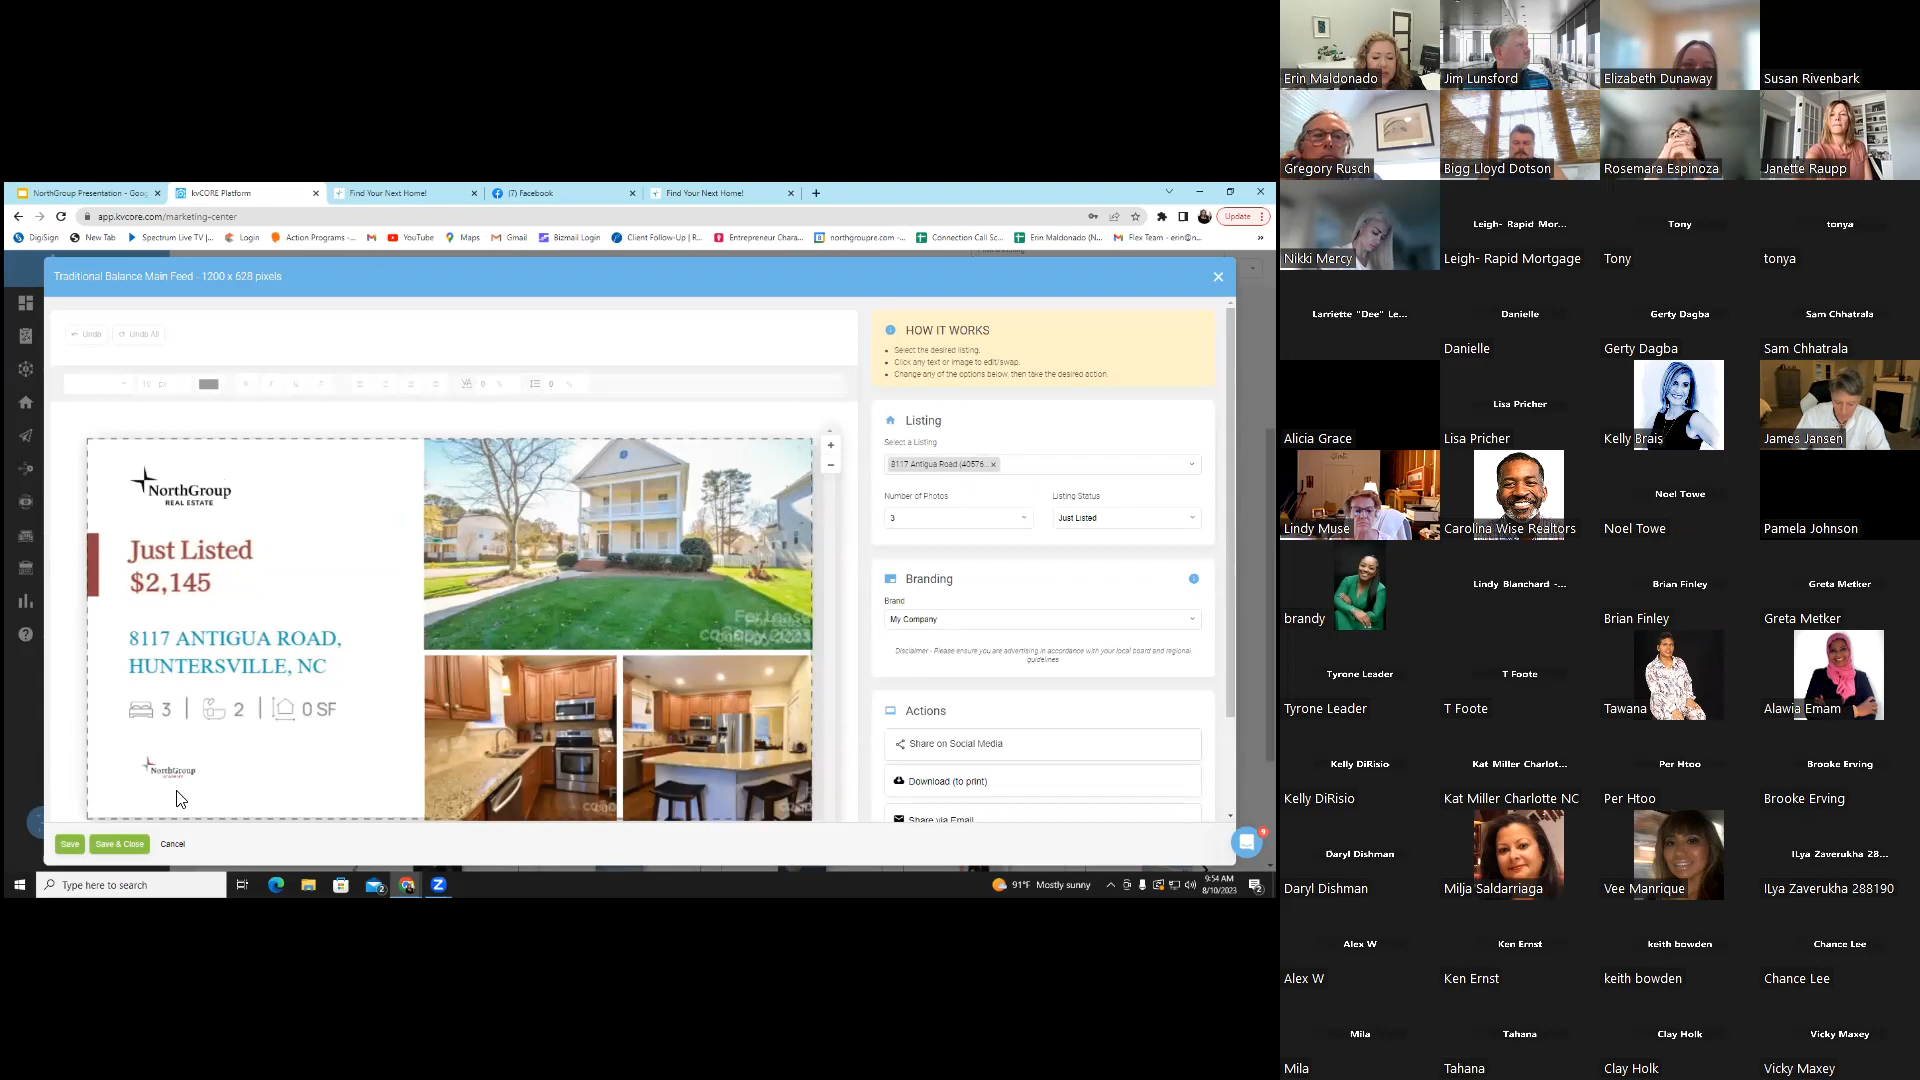 NorthGroup Presentation - Goog
kvCORE Platform
Find Your Next Home!
(7) Facebook
Find Your Next Home!
app.kvcore.com/marketing-center
Update
DigiSign
New Tab
Spectrum Live TV |...
Login
Action Programs -...
YouTube
Maps
Gmail
Bizmail Login
Client Follow-Up | R...
Entrepreneur Chara...
northgroupre.com -...
Connection Call Sc...
Erin Maldonado (N...
Flex Team - erin@n...
Traditional Balance Main Feed - 1200 x 628 pixels
Undo
Undo All
10 px
VA 0 %
0 %
NorthGroup
REAL ESTATE
Just Listed
$2,145
8117 ANTIGUA ROAD,
HUNTERSVILLE, NC
3 | 2 | 0 SF
NorthGroup
For Lease
HOW IT WORKS
Select the desired listing.
Click any text or image to edit/swap.
Change any of the options below, then take the desired action.
Listing
Select a Listing
8117 Antigua Road (40576...
Number of Photos
Listing Status
3
Just Listed
Branding
Brand
My Company
Disclaimer - Please ensure you are advertising in accordance with your local board and regional
guidelines
Actions
Share on Social Media
Download (to print)
Share via Email
Save
Save & Close
Cancel
9
Type here to search
91°F Mostly sunny
9:54 AM
8/10/2023
Erin Maldonado
Jim Lunsford
Elizabeth Dunaway
Susan Rivenbark
Gregory Rusch
Bigg Lloyd Dotson
Rosemara Espinoza
Janette Raupp
Nikki Mercy
Leigh- Rapid Mor...
Leigh- Rapid Mortgage
Tony
Tony
tonya
tonya
Larriette "Dee" Le...
Danielle
Danielle
Gerty Dagba
Gerty Dagba
Sam Chhatrala
Sam Chhatrala
Alicia Grace
Lisa Pricher
Lisa Pricher
Kelly Brais
James Jansen
Lindy Muse
Carolina Wise Realtors
Noel Towe
Noel Towe
Pamela Johnson
brandy
Lindy Blanchard -...
Brian Finley
Brian Finley
Greta Metker
Greta Metker
Tyrone Leader
Tyrone Leader
T Foote
T Foote
Tawana
Alawia Emam
Kelly DiRisio
Kelly DiRisio
Kat Miller Charlot...
Kat Miller Charlotte NC
Per Htoo
Per Htoo
Brooke Erving
Brooke Erving
Daryl Dishman
Daryl Dishman
Milja Saldarriaga
Vee Manrique
ILya Zaverukha 28...
ILya Zaverukha 288190
Alex W
Alex W
Ken Ernst
Ken Ernst
keith bowden
keith bowden
Chance Lee
Chance Lee
Mila
Mila
Tahana
Tahana
Clay Holk
Clay Holk
Vicky Maxey
Vicky Maxey